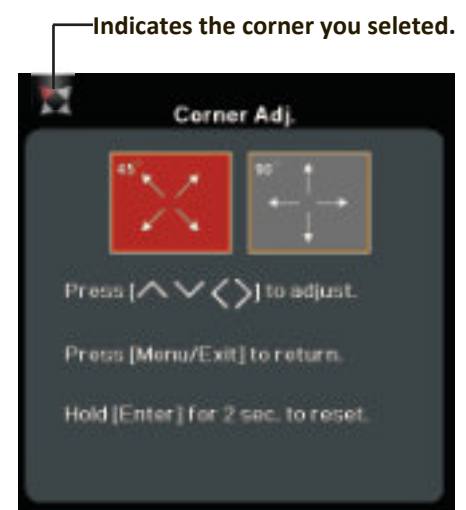 Indicates the corner you seleted.
Corner Adj.
45° 90°
Press [∧∨<>] to adjust.
Press [Menu/Exit] to return.
Hold [Enter] for 2 sec. to reset.